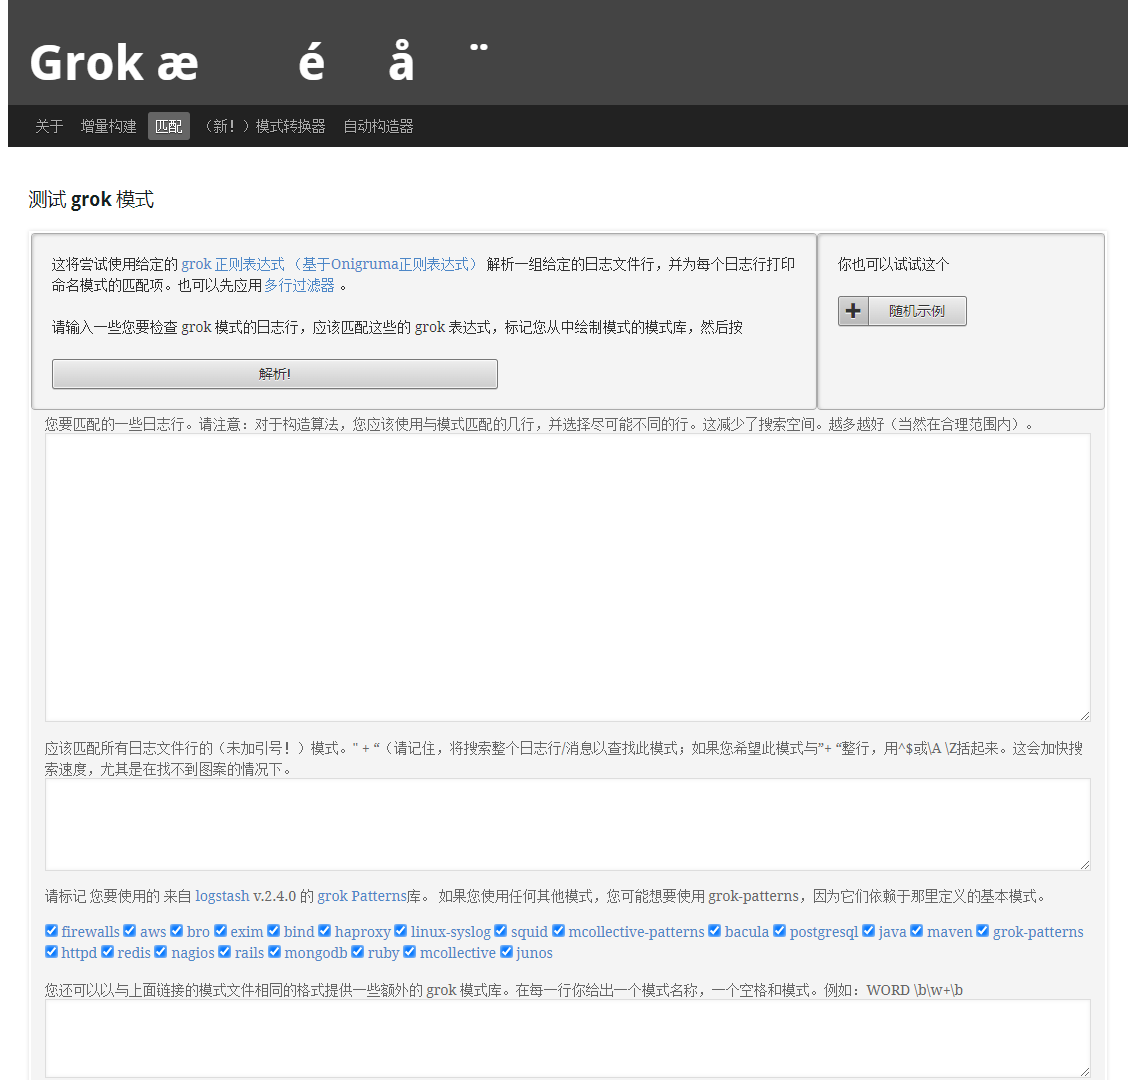 Grok æ é å ¨
关于 增量构建 匹配 （新！）模式转换器 自动构造器
测试 grok 模式
这将尝试使用给定的 grok 正则表达式 （基于Onigruma正则表达式） 解析一组给定的日志文件行，并为每个日志行打印
命名模式的匹配项。也可以先应用多行过滤器 。
请输入一些您要检查 grok 模式的日志行，应该匹配这些的 grok 表达式，标记您从中绘制模式的模式库，然后按
解析!
你也可以试试这个
随机示例
您要匹配的一些日志行。请注意：对于构造算法，您应该使用与模式匹配的几行，并选择尽可能不同的行。这减少了搜索空间。越多越好（当然在合理范围内）。
应该匹配所有日志文件行的（未加引号！）模式。" + “（请记住，将搜索整个日志行/消息以查找此模式；如果您希望此模式与”+ “整行，用^$或\A \Z括起来。这会加快搜
索速度，尤其是在找不到图案的情况下。
请标记 您要使用的 来自 logstash v.2.4.0 的 grok Patterns库。 如果您使用任何其他模式，您可能想要使用 grok-patterns，因为它们依赖于那里定义的基本模式。
firewalls aws bro exim bind haproxy linux-syslog squid mcollective-patterns bacula postgresql java maven grok-patterns
httpd redis nagios rails mongodb ruby mcollective junos
您还可以以与上面链接的模式文件相同的格式提供一些额外的 grok 模式库。在每一行你给出一个模式名称，一个空格和模式。例如：WORD \b\w+\b